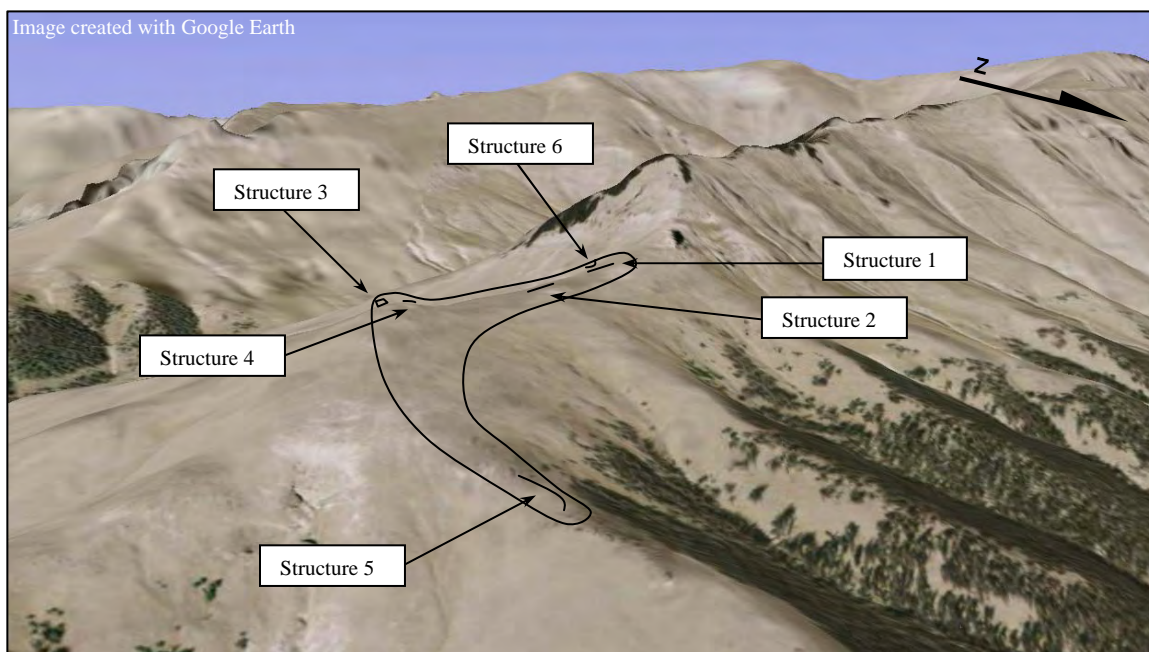 Image created with Google Earth
N
Structure 6
Structure 3
Structure 1
Structure 2
Structure 4
Structure 5